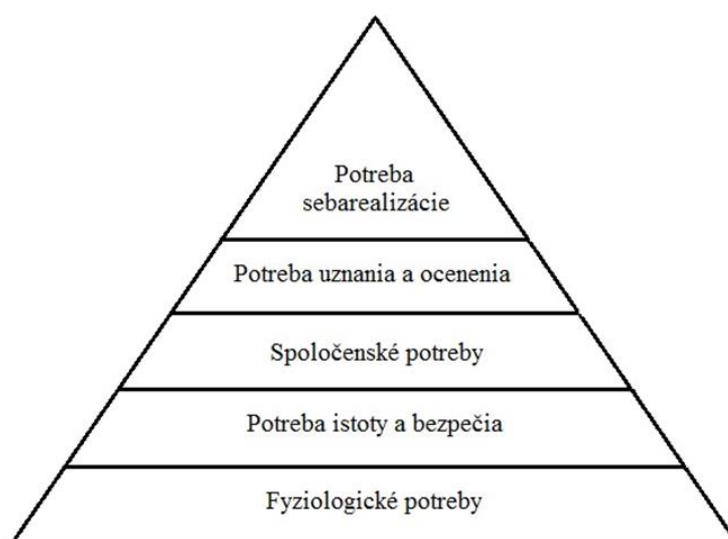 Potreba
sebarealizácie
Potreba uznania a ocenenia
Spoločenské potreby
Potreba istoty a bezpečia
Fyziologické potreby